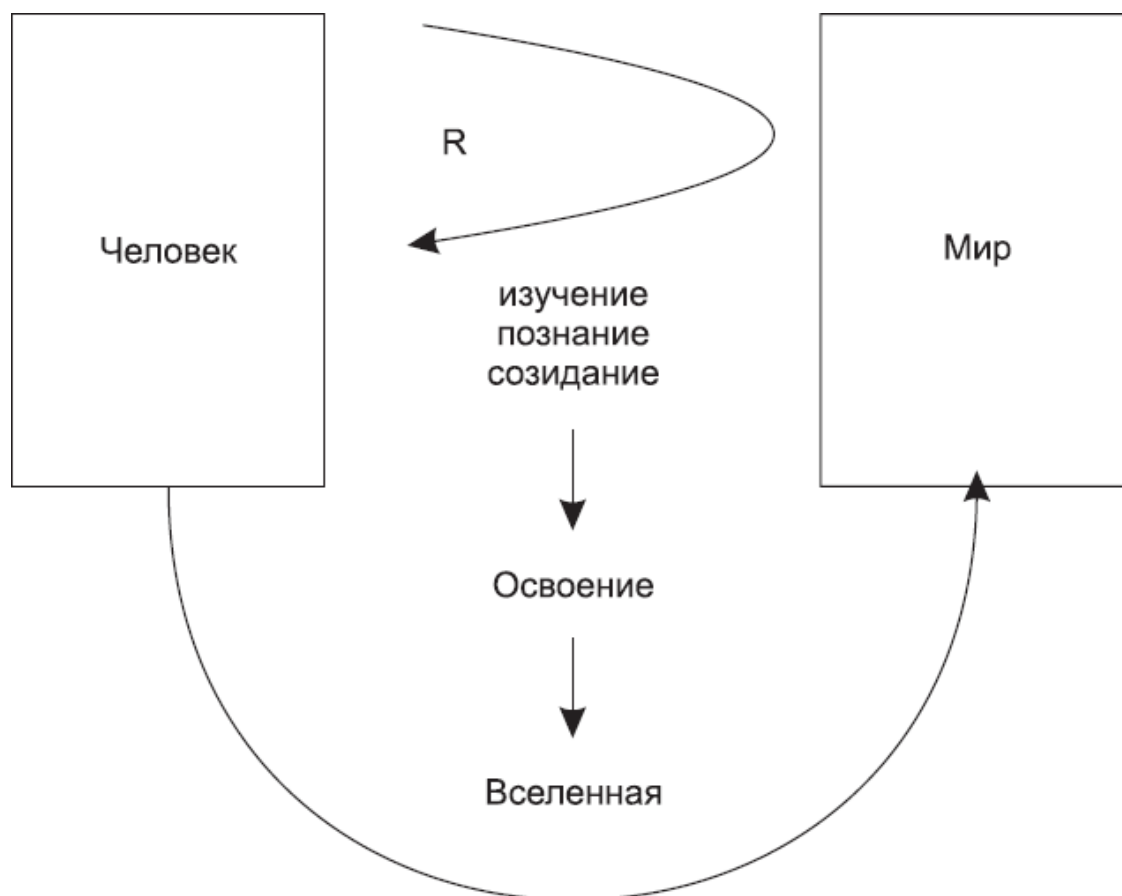 R
Человек
Мир
изучение
познание
созидание
Освоение
Вселенная